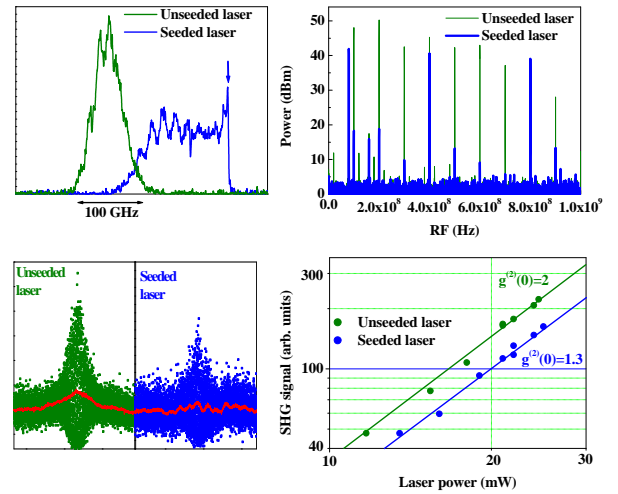 Unseeded laser
Seeded laser
100 GHz
Unseeded laser
Seeded laser
Power (dBm)
50
40
30
20
10
0
0.0
2.0x10⁸
4.0x10⁸
6.0x10⁸
8.0x10⁸
1.0x10⁹
RF (Hz)
Unseeded
laser
Seeded
laser
SHG signal (arb. units)
300
100
40
g⁽²⁾(0)=2
Unseeded laser
Seeded laser
g⁽²⁾(0)=1.3
10
20
30
Laser power (mW)